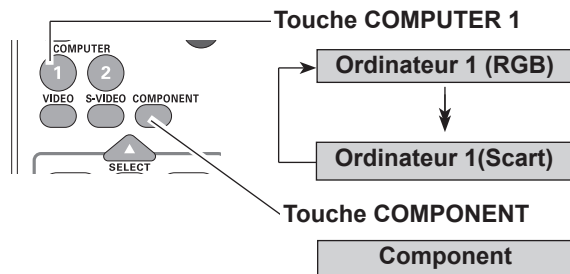 Touche COMPUTER 1
COMPUTER
1 2
VIDEO S-VIDEO COMPONENT
SELECT
Ordinateur 1 (RGB)
Ordinateur 1(Scart)
Touche COMPONENT
Component